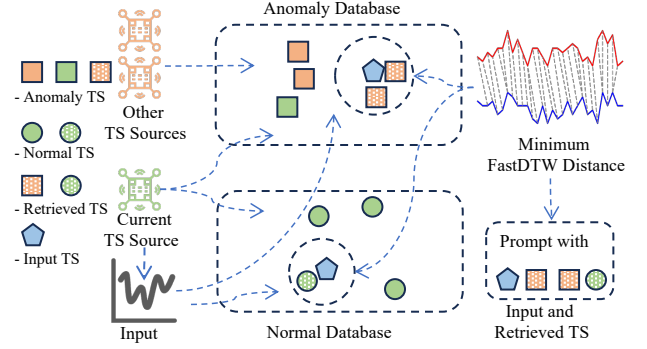 Anomaly Database
- Anomaly TS
Other
TS Sources
- Normal TS
- Retrieved TS
Current
TS Source
- Input TS
Input
Normal Database
Minimum
FastDTW Distance
Prompt with
Input and
Retrieved TS